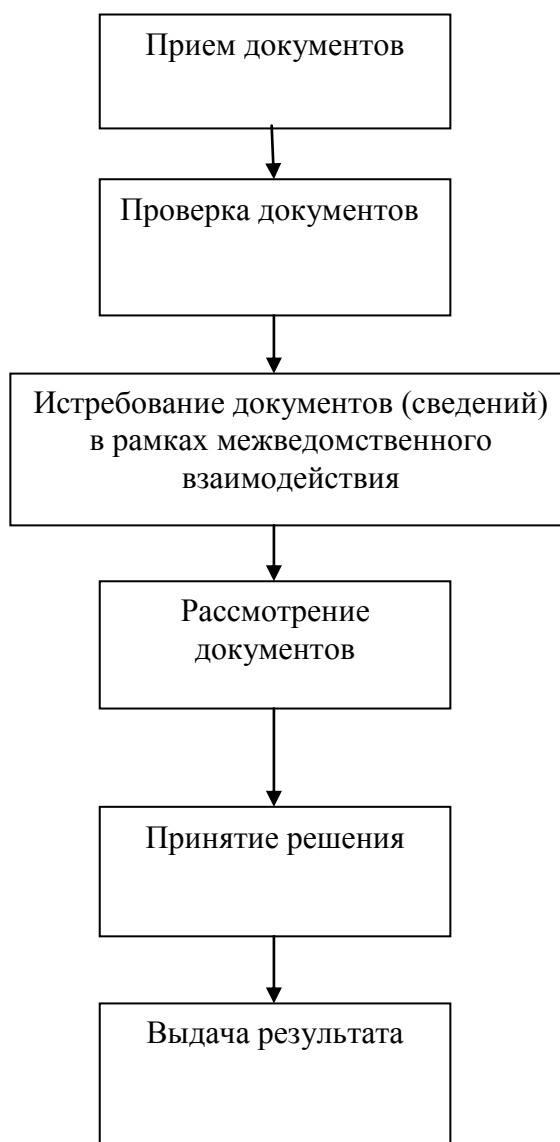 Прием документов
Проверка документов
Истребование документов (сведений)
в рамках межведомственного
взаимодействия
Рассмотрение
документов
Принятие решения
Выдача результата